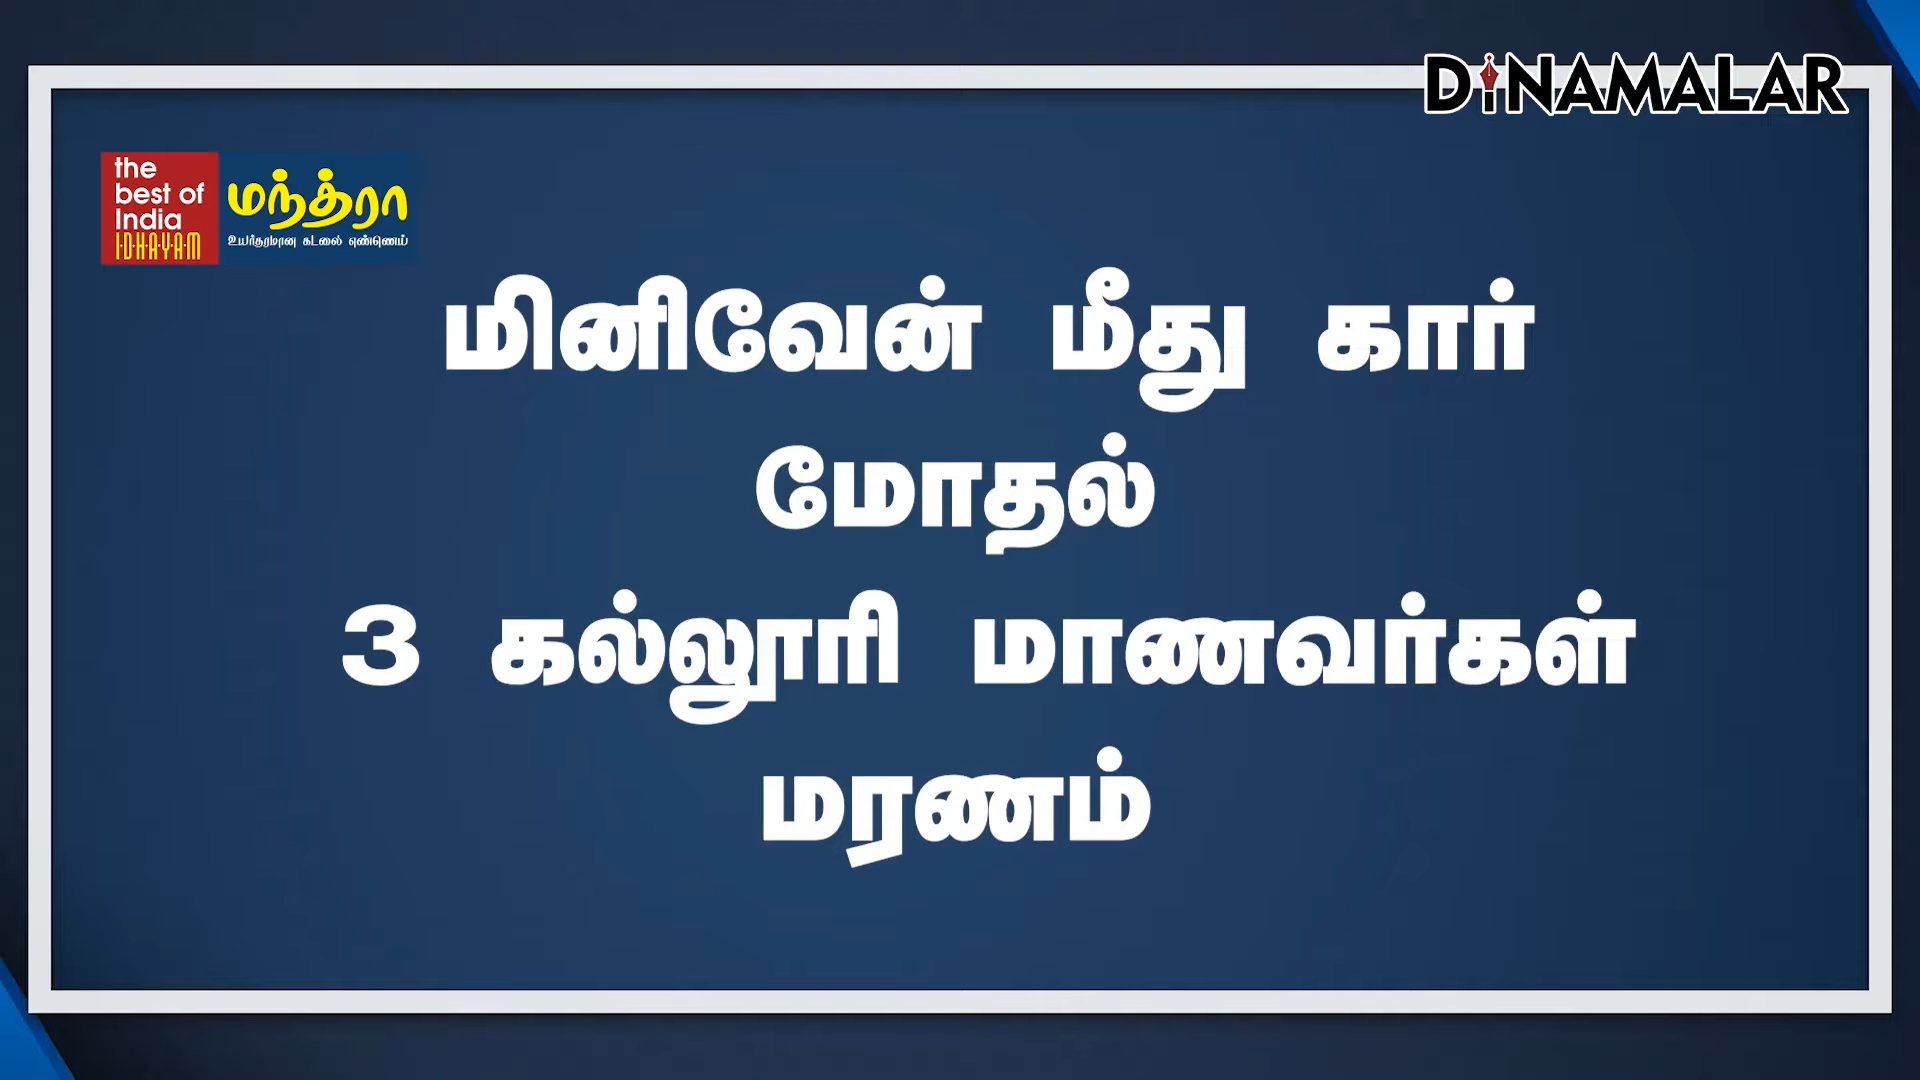 DINAMALAR
the
best of
India
IDHAYAM
மந்த்ரா
உயர்தரமான கடலை எண்ணெய்
மினிவேன் மீது கார்
மோதல்
3 கல்லூரி மாணவர்கள்
மரணம்